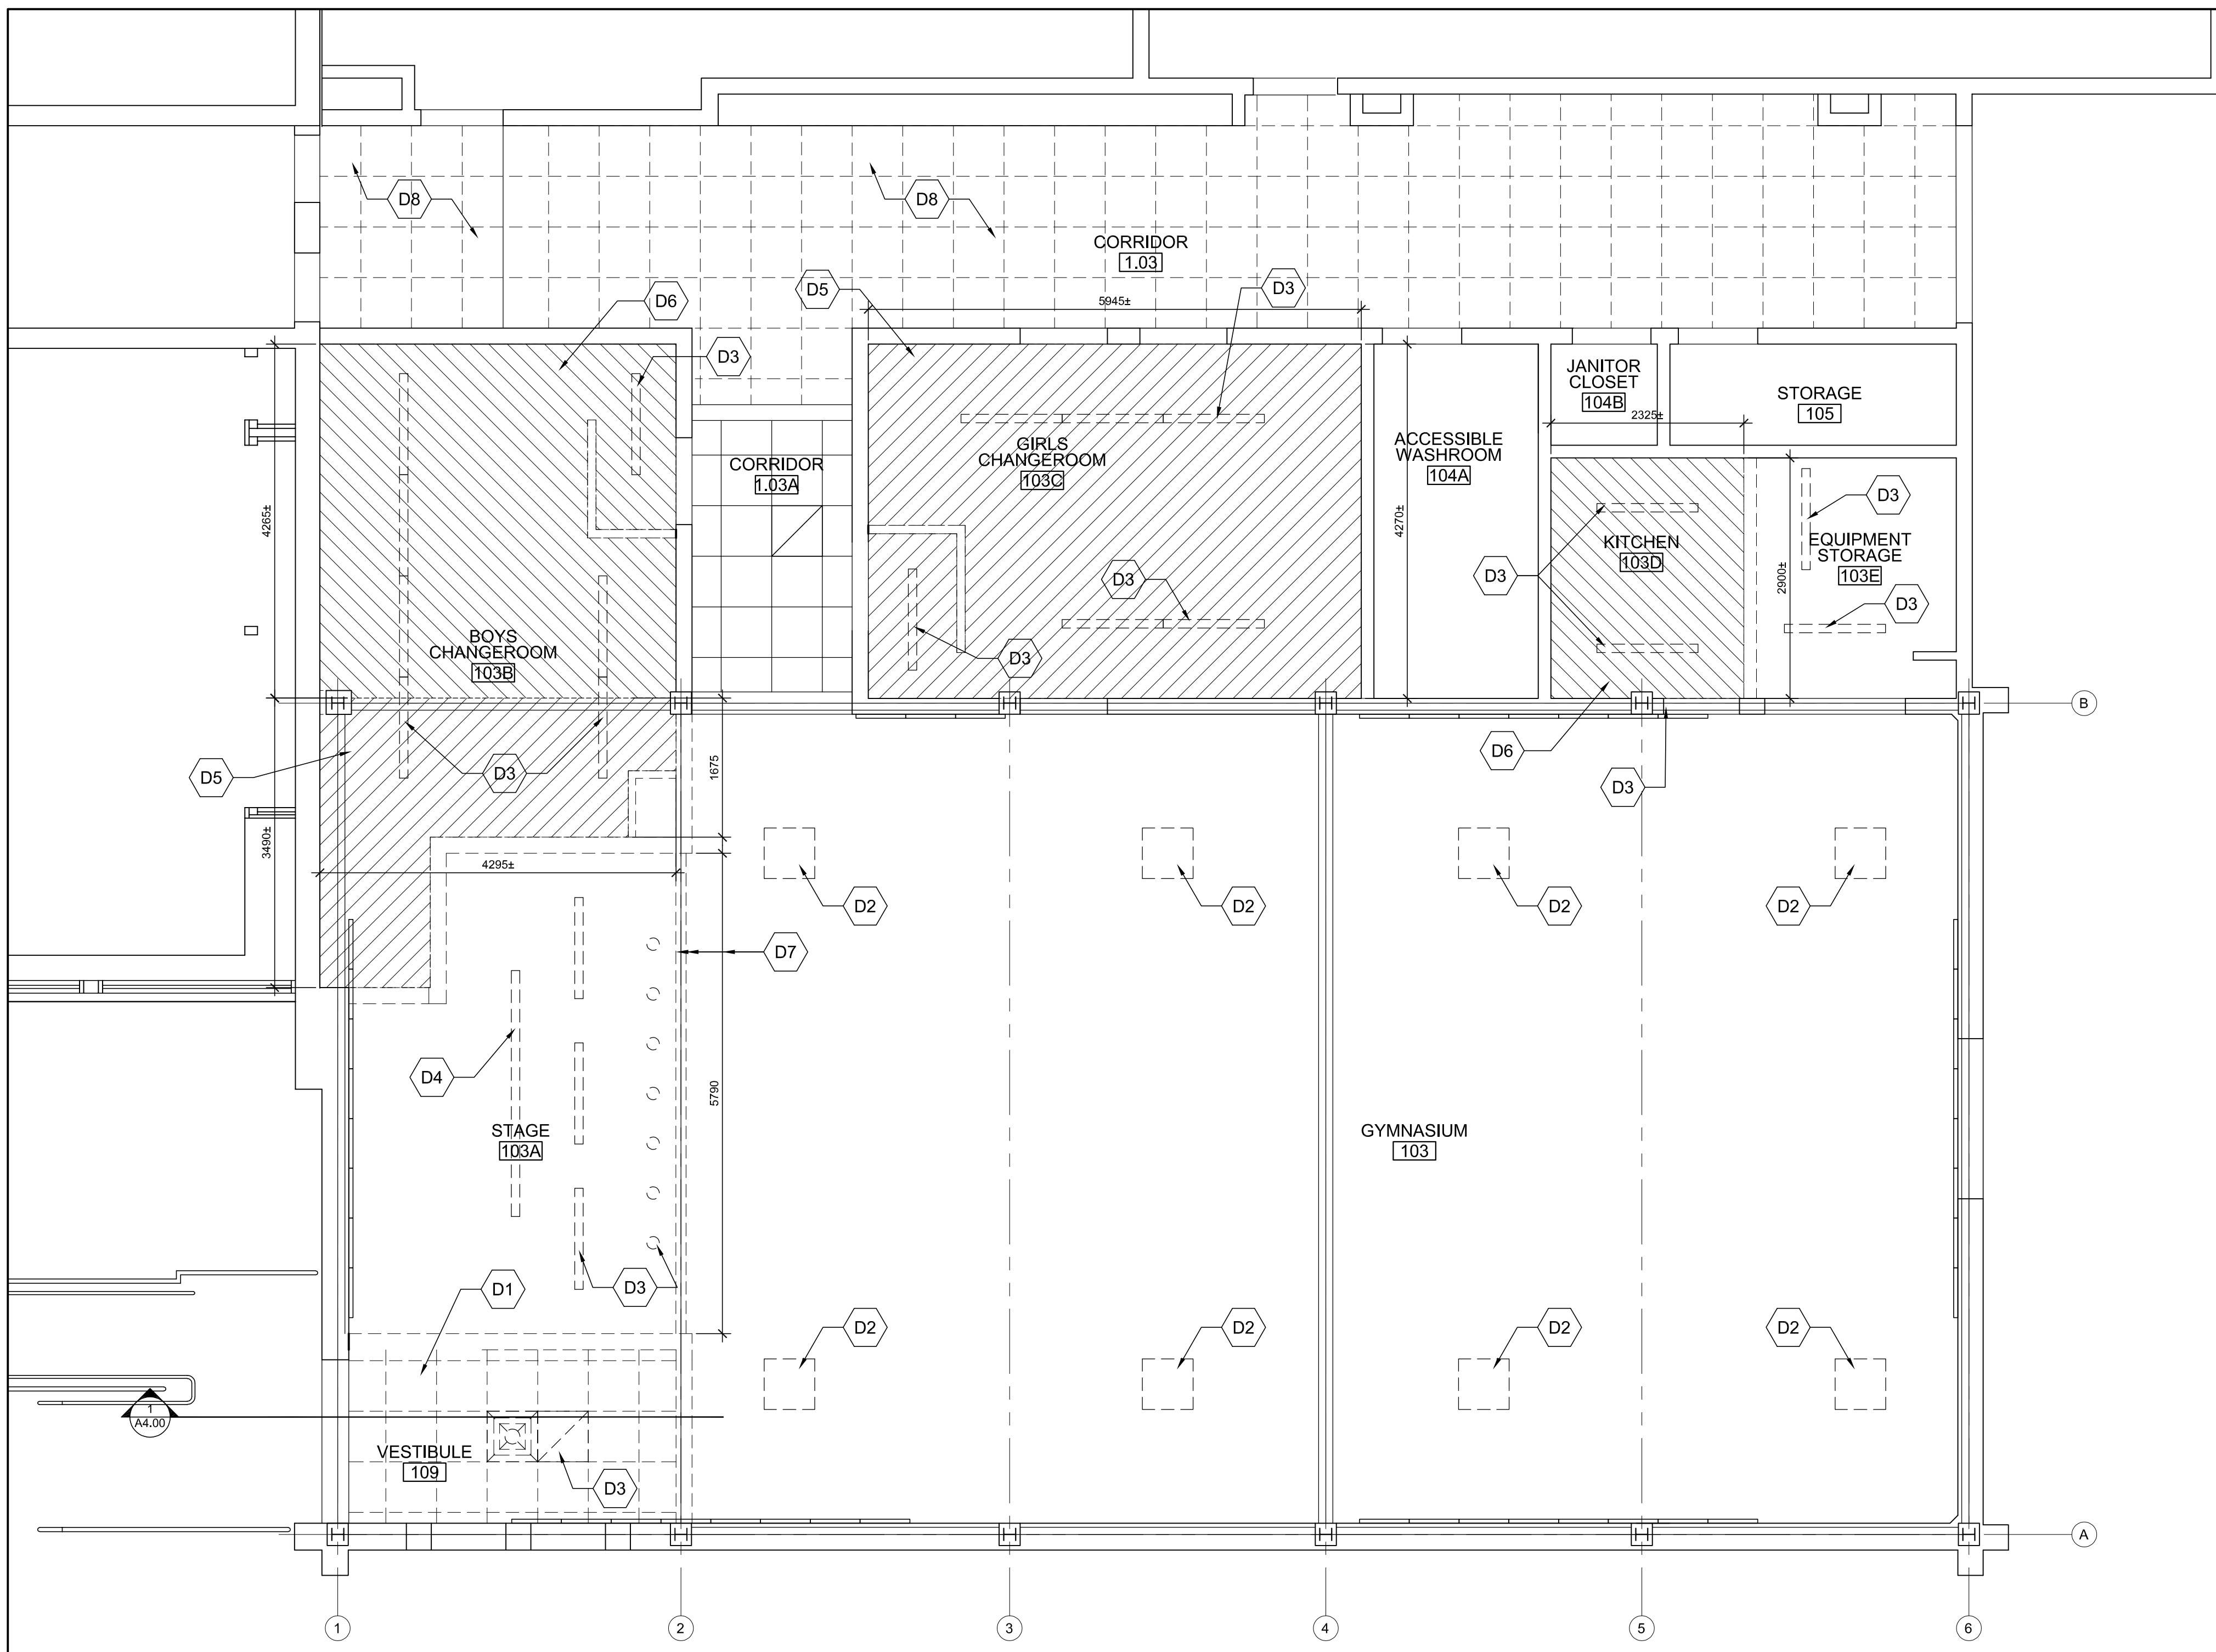 D8
D8
CORRIDOR
1.03
D6
D5
5945±
D3
D3
JANITOR
CLOSET
104B
2325±
STORAGE
105
GIRLS
CHANGEROOM
103C
ACCESSIBLE
WASHROOM
104A
CORRIDOR
1.03A
4265±
4270±
D3
KITCHEN
103D
EQUIPMENT
STORAGE
103E
2900±
D3
D3
D3
D3
BOYS
CHANGEROOM
103B
B
D5
D3
1675
D6
D3
3490±
4295±
D2
D2
D2
D2
D7
D4
5790
STAGE
103A
GYMNASIUM
103
D1
D3
D2
D2
D2
D2
1
A4.00
VESTIBULE
109
D3
A
1
2
3
4
5
6